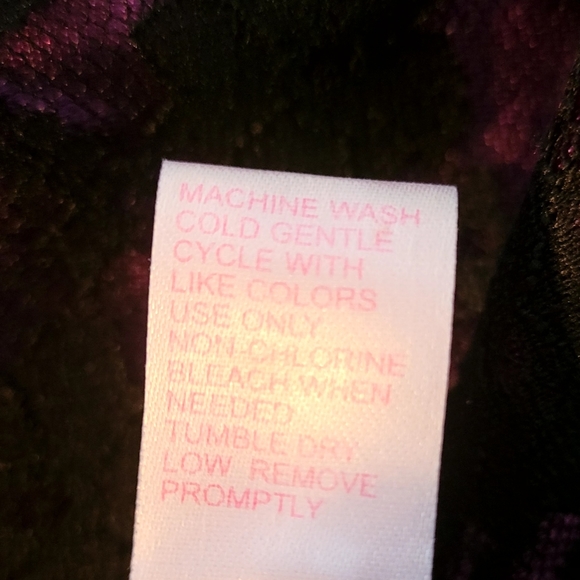 MACHINE WASH
COLD GENTLE
CYCLE WITH
LIKE COLORS
USE ONLY
NON-CHLORINE
BLEACH WHEN
NEEDED
TUMBLE DRY
LOW REMOVE
PROMPTLY